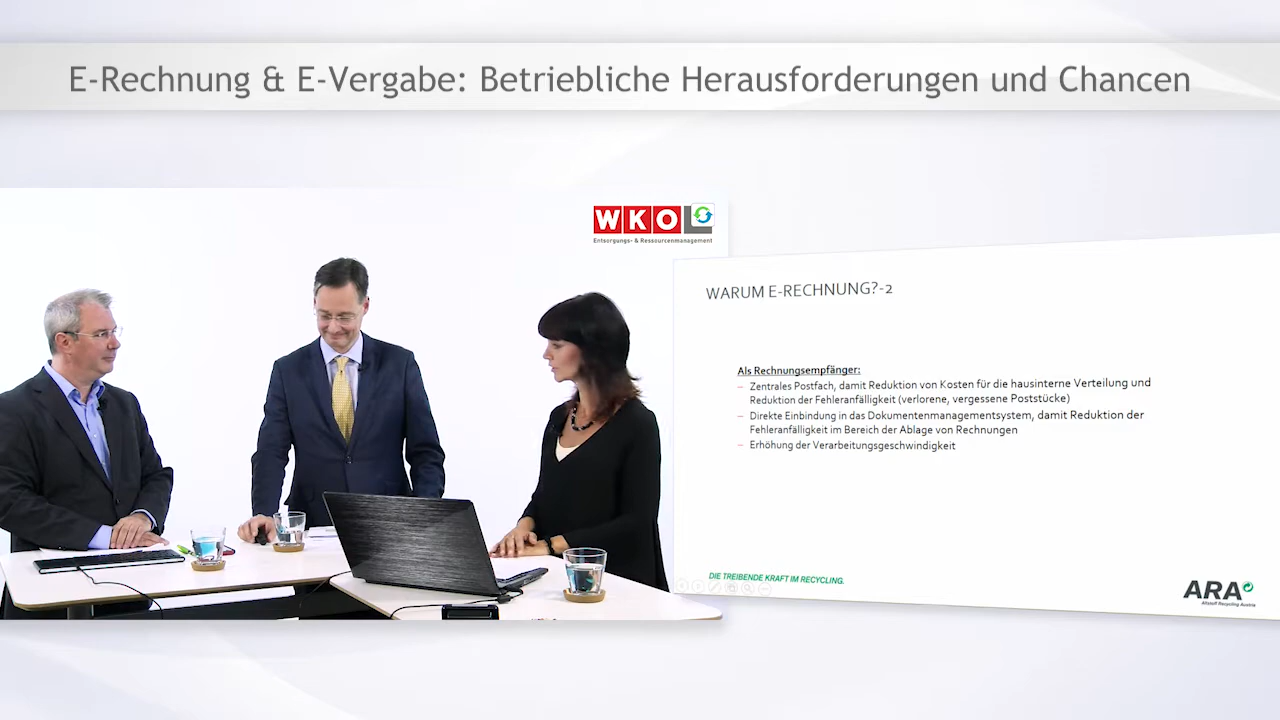 E-Rechnung & E-Vergabe: Betriebliche Herausforderungen und Chancen
WKO
Entsorgungs- & Ressourcenmanagement
WARUM E-RECHNUNG?-2
Als Rechnungsempfänger:
– Zentrales Postfach, damit Reduktion von Kosten für die hausinterne Verteilung und
Reduktion der Fehleranfälligkeit (verlorene, vergessene Poststücke)
– Direkte Einbindung in das Dokumentenmanagementsystem, damit Reduktion der
Fehleranfälligkeit im Bereich der Ablage von Rechnungen
– Erhöhung der Verarbeitungsgeschwindigkeit
DIE TREIBENDE KRAFT IM RECYCLING.
ARA
Altstoff Recycling Austria